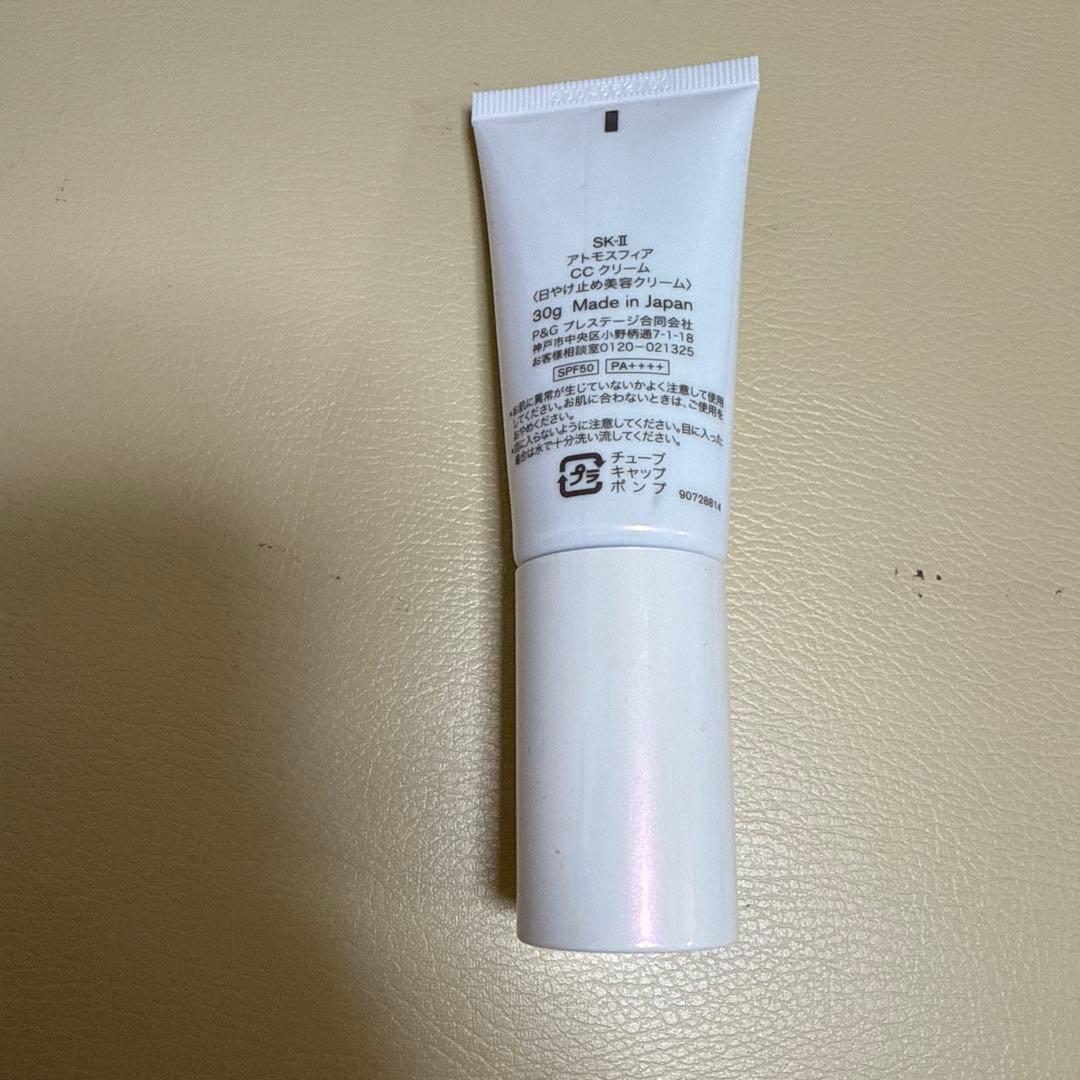 SK-Ⅱ
アトモスフィア
CC クリーム
〈日やけ止め美容クリーム〉
30g Made in Japan
P&G プレステージ合同会社
神戸市中央区小野柄通7-1-18
お客様相談室0120-021325
SPF50 PA++++
•お肌に異常が生じていないかよく注意して使用
してください。お肌に合わないときは、ご使用を
おやめください。
•目に入らないように注意してください。目に入った
場合は水で十分洗い流してください。
プラ チューブ
キャップ
ポンプ
90728814